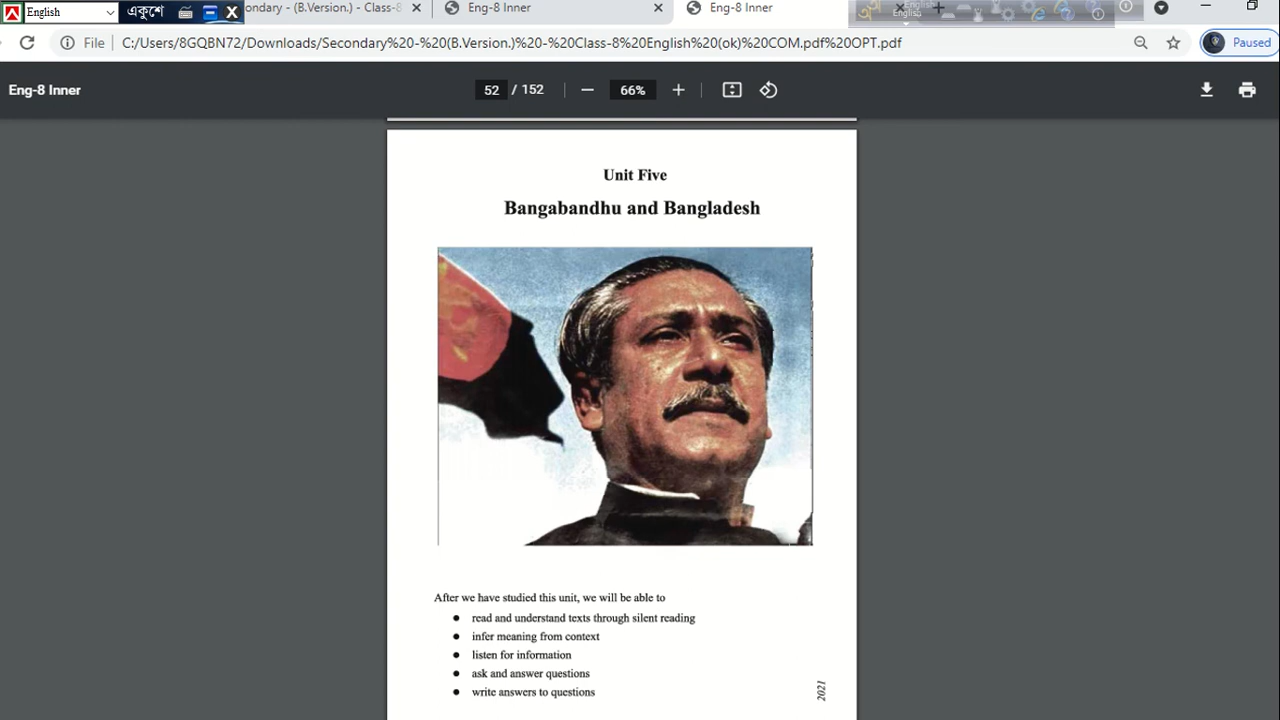 English
একুশে
ondary - (B.Version.) - Class-8
Eng-8 Inner
Eng-8 Inner
English
English
File
C:/Users/8GQBN72/Downloads/Secondary%20-%20(B.Version.)%20-%20Class-8%20English%20(ok)%20COM.pdf%20OPT.pdf
Paused
Eng-8 Inner
52 / 152
66%
Unit Five
Bangabandhu and Bangladesh
After we have studied this unit, we will be able to
● read and understand texts through silent reading
● infer meaning from context
● listen for information
● ask and answer questions
● write answers to questions
2021